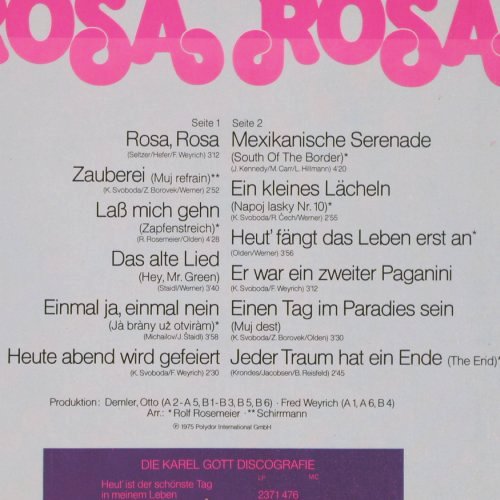 ROSA, ROSA
Seite 1
Rosa, Rosa
(Seltzer/Hefer/F. Weyrich) 3'12
Zauberei (Muj refrain)**
(K. Svoboda/Z. Borovek/Werner) 2'52
Laß mich gehn
(Zapfenstreich)*
(R. Rosemeier/Olden) 4'28
Das alte Lied
(Hey, Mr. Green)
(Staidl/Werner) 3'40
Einmal ja, einmal nein
(Jà bràny už otviràm)*
(Michailov/J. Štaidl) 3'58
Heute abend wird gefeiert
(K. Svoboda/F. Weyrich) 2'30
Seite 2
Mexikanische Serenade
(South Of The Border)*
(J. Kennedy/M. Carr/L. Hillmann) 4'20
Ein kleines Lächeln
(Napoj lasky Nr. 10)*
(K. Svoboda/R. Čech/Werner) 2'55
Heut' fängt das Leben erst an*
(Olden/Werner) 3'56
Er war ein zweiter Paganini
(K. Svoboda/F. Weyrich) 3'12
Einen Tag im Paradies sein
(Muj dest)
(K. Svoboda/Z. Borovek/Olden) 3'30
Jeder Traum hat ein Ende (The End)*
(Krondes/Jacobsen/B. Reisfeld) 2'45
Produktion: Demler, Otto (A 2 - A 5, B 1 - B 3, B 5, B 6) · Fred Weyrich (A 1, A 6, B 4)
Arr.: * Rolf Rosemeier · ** Schirrmann
℗ 1975 Polydor International GmbH
DIE KAREL GOTT DISCOGRAFIE
LP MC
Heut' ist der schönste Tag
in meinem Leben 2371 476